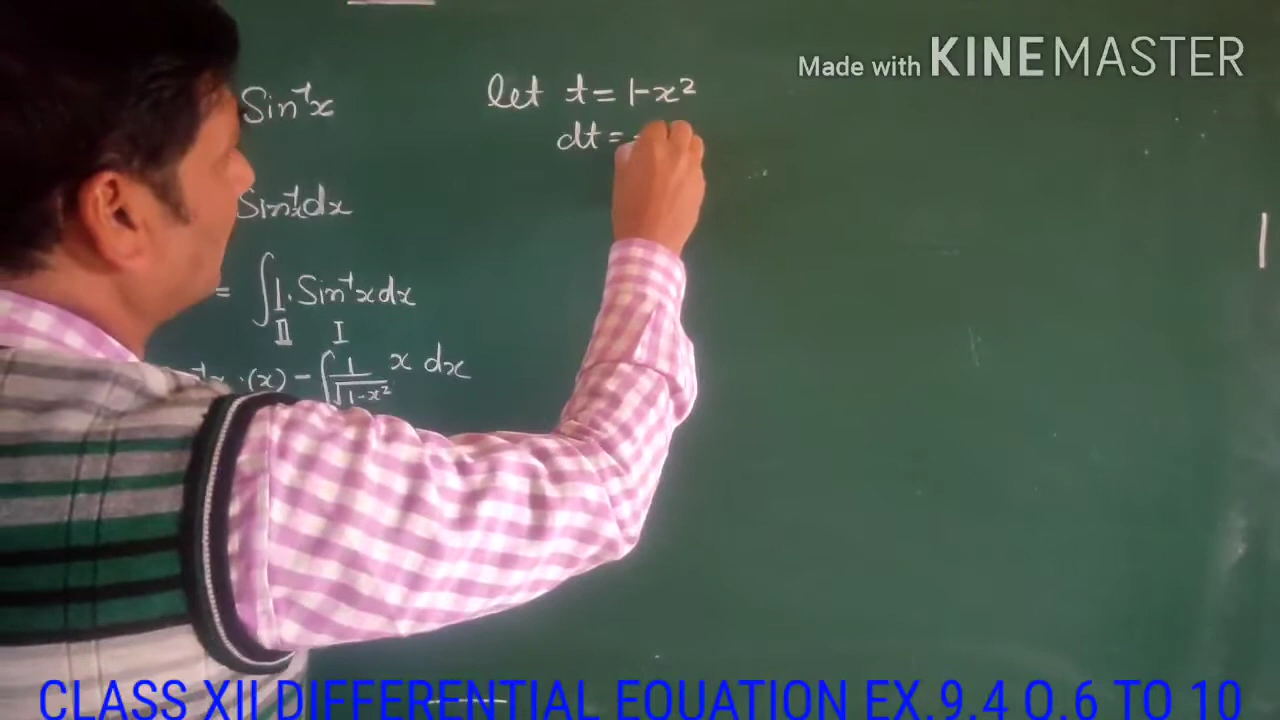 Made with KINEMASTER
Sin⁻¹x
let t = 1-x²
dt = -
Sin⁻¹x dx
= ∫ 1. Sin⁻¹x dx
II I
⁻¹x .(x) - ∫ 1/√1-x² x dx
CLASS XII DIFFERENTIAL EQUATION EX.9.4 Q.6 TO 10